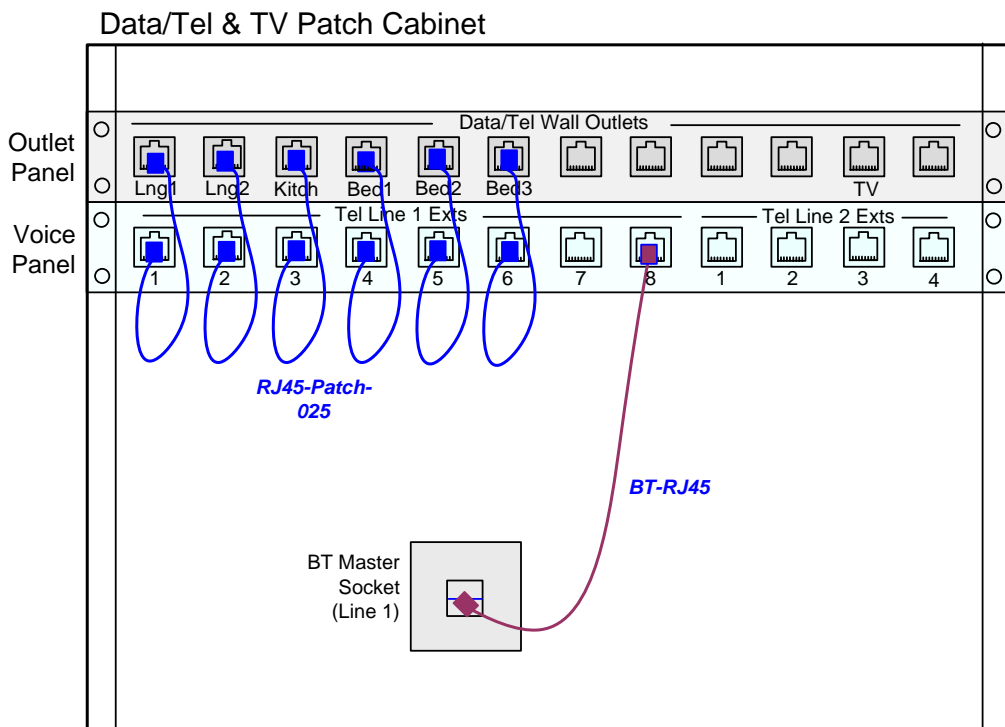 Data/Tel & TV Patch Cabinet
Outlet
Panel
Data/Tel Wall Outlets
Lng1 Lng2 Kitch Bed1 Bed2 Bed3 TV
Voice
Panel
Tel Line 1 Exts Tel Line 2 Exts
1 2 3 4 5 6 7 8 1 2 3 4
RJ45-Patch-
025
BT-RJ45
BT Master
Socket
(Line 1)